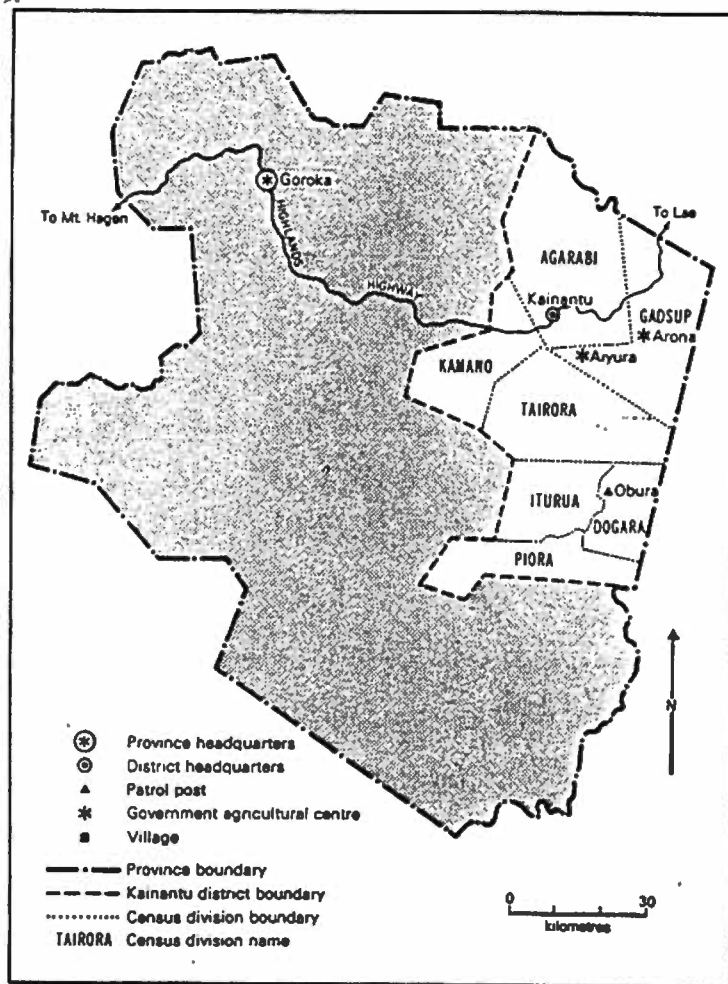 Goroka
To Mt. Hagen
To Lae
HIGHLANDS
HIGHWAY
AGARABI
Kainantu
GADSUP
Arona
Aryura
KAMANO
TAIRORA
ITURUA
Obura
DOGARA
PIORA
N
Province headquarters
District headquarters
Patrol post
Government agricultural centre
Village
Province boundary
Kainantu district boundary
Census division boundary
TAIRORA Census division name
0 30
kilometres